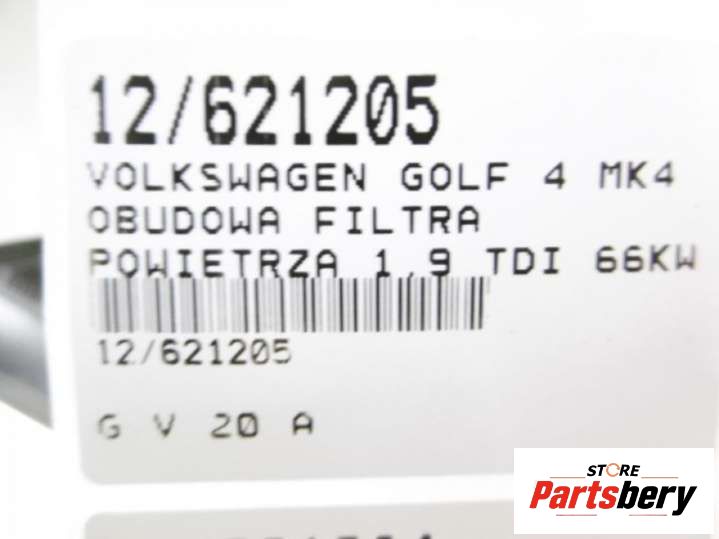 12/621205
VOLKSWAGEN GOLF 4 MK4
OBUDOWA FILTRA
POWIETRZA 1,9 TDI 66KW
12/621205
G V 20 A
STORE
Partsbery